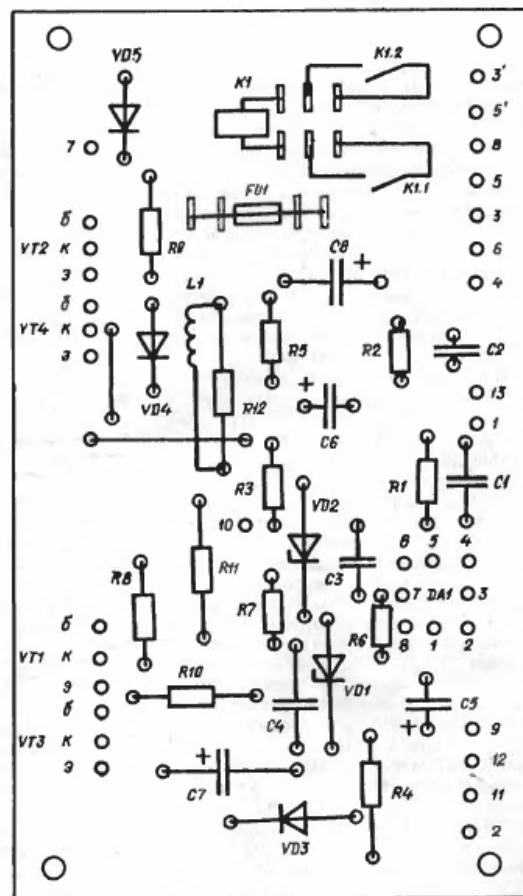 VD5
K1.2
3'
K1
5'
7
8
5
K1.1
FU1
б
R9
3
VT2 к
C8
6
э
+
4
б
L1
VT4 к
R5
R2
C2
э
VD4
R12
+
13
C6
1
R3
VD2
R1
C1
10
6 5 4
R8
R11
C3
R7
7 DA1 3
б
R6
8 1 2
VT1 к
э
R10
VD1
б
C4
C5
+
9
VT3 к
+
12
э
C7
R4
11
VD3
2